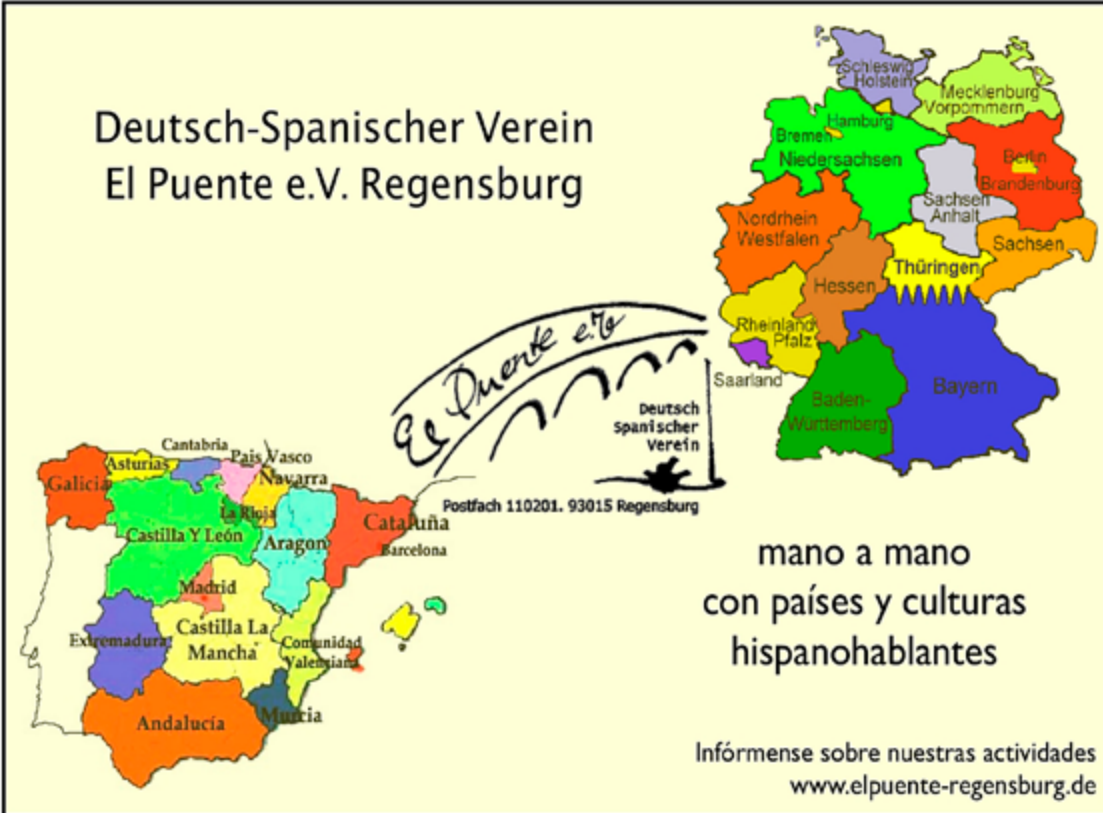 Deutsch-Spanischer Verein
El Puente e.V. Regensburg
Schleswig
Holstein
Mecklenburg
Vorpommern
Hamburg
Bremen
Niedersachsen
Berlin
Brandenburg
Sachsen
Anhalt
Nordrhein
Westfalen
Sachsen
Thüringen
Hessen
Rheinland
Pfalz
Saarland
Bayern
Baden-
Württemberg
El Puente e.V.
Deutsch
Spanischer
Verein
Postfach 110201. 93015 Regensburg
Cantabria
Pais Vasco
Asturias
Navarra
Galicia
La Rioja
Cataluña
Castilla Y León
Aragon
Barcelona
Madrid
Castilla La
Mancha
Extremadura
Comunidad
Valenciana
Andalucía
Murcia
mano a mano
con países y culturas
hispanohablantes
Infórmense sobre nuestras actividades
www.elpuente-regensburg.de